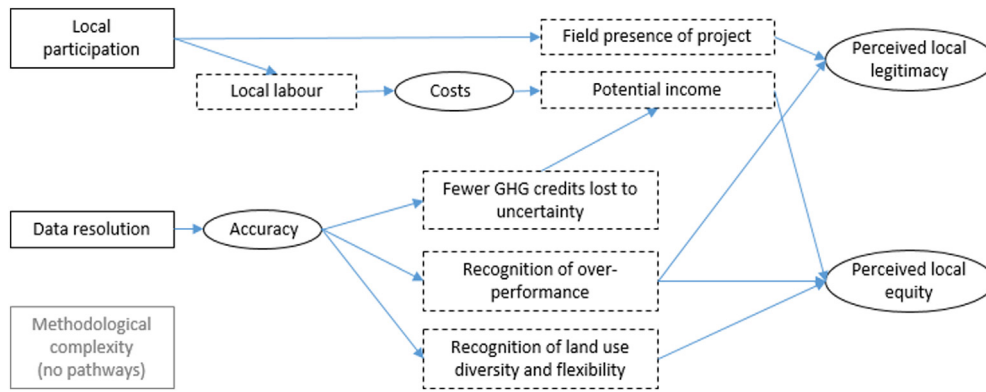 Local
participation
Field presence of project
Perceived local
legitimacy
Local labour
Costs
Potential income
Fewer GHG credits lost to
uncertainty
Data resolution
Accuracy
Recognition of over-
performance
Perceived local
equity
Methodological
complexity
(no pathways)
Recognition of land use
diversity and flexibility